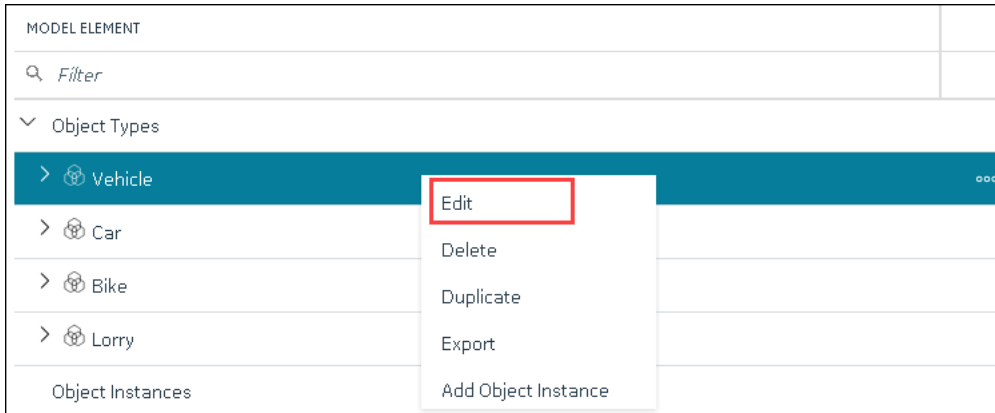 MODEL ELEMENT
Filter
Object Types
Vehicle
Edit
Car
Delete
Bike
Duplicate
Lorry
Export
Object Instances
Add Object Instance